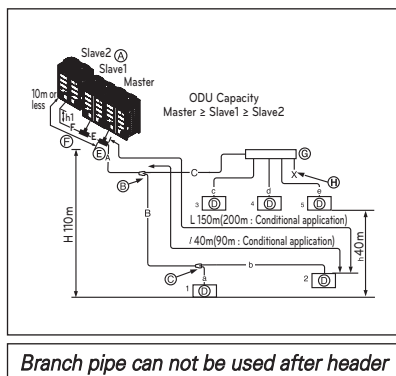 Slave2 Ⓐ
Slave1
Master
10m or less
h1
F
E
Ⓕ
Ⓔ
A
ODU Capacity
Master ≥ Slave1 ≥ Slave2
C
Ⓖ
X
Ⓗ
Ⓑ
c
d
e
3 Ⓓ
4 Ⓓ
5 Ⓓ
B
L 150m(200m : Conditional application)
l 40m(90m : Conditional application)
H 110m
h 40m
Ⓒ
a
b
1 Ⓓ
2 Ⓓ
Branch pipe can not be used after header